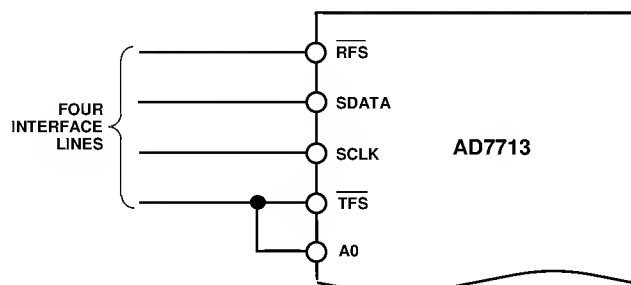 RFS
SDATA
FOUR
INTERFACE
LINES
SCLK
AD7713
TFS
A0